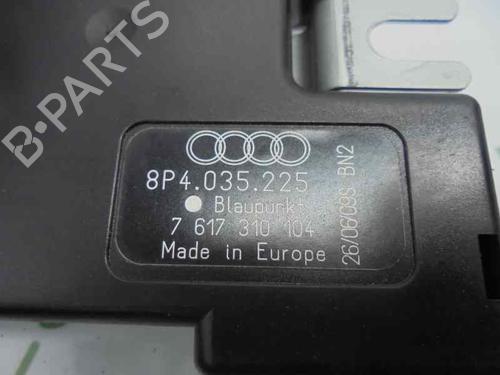 B-PARTS
8P4.035.225
Blaupunkt
7 617 310 104
Made in Europe
26/06/09S BN2